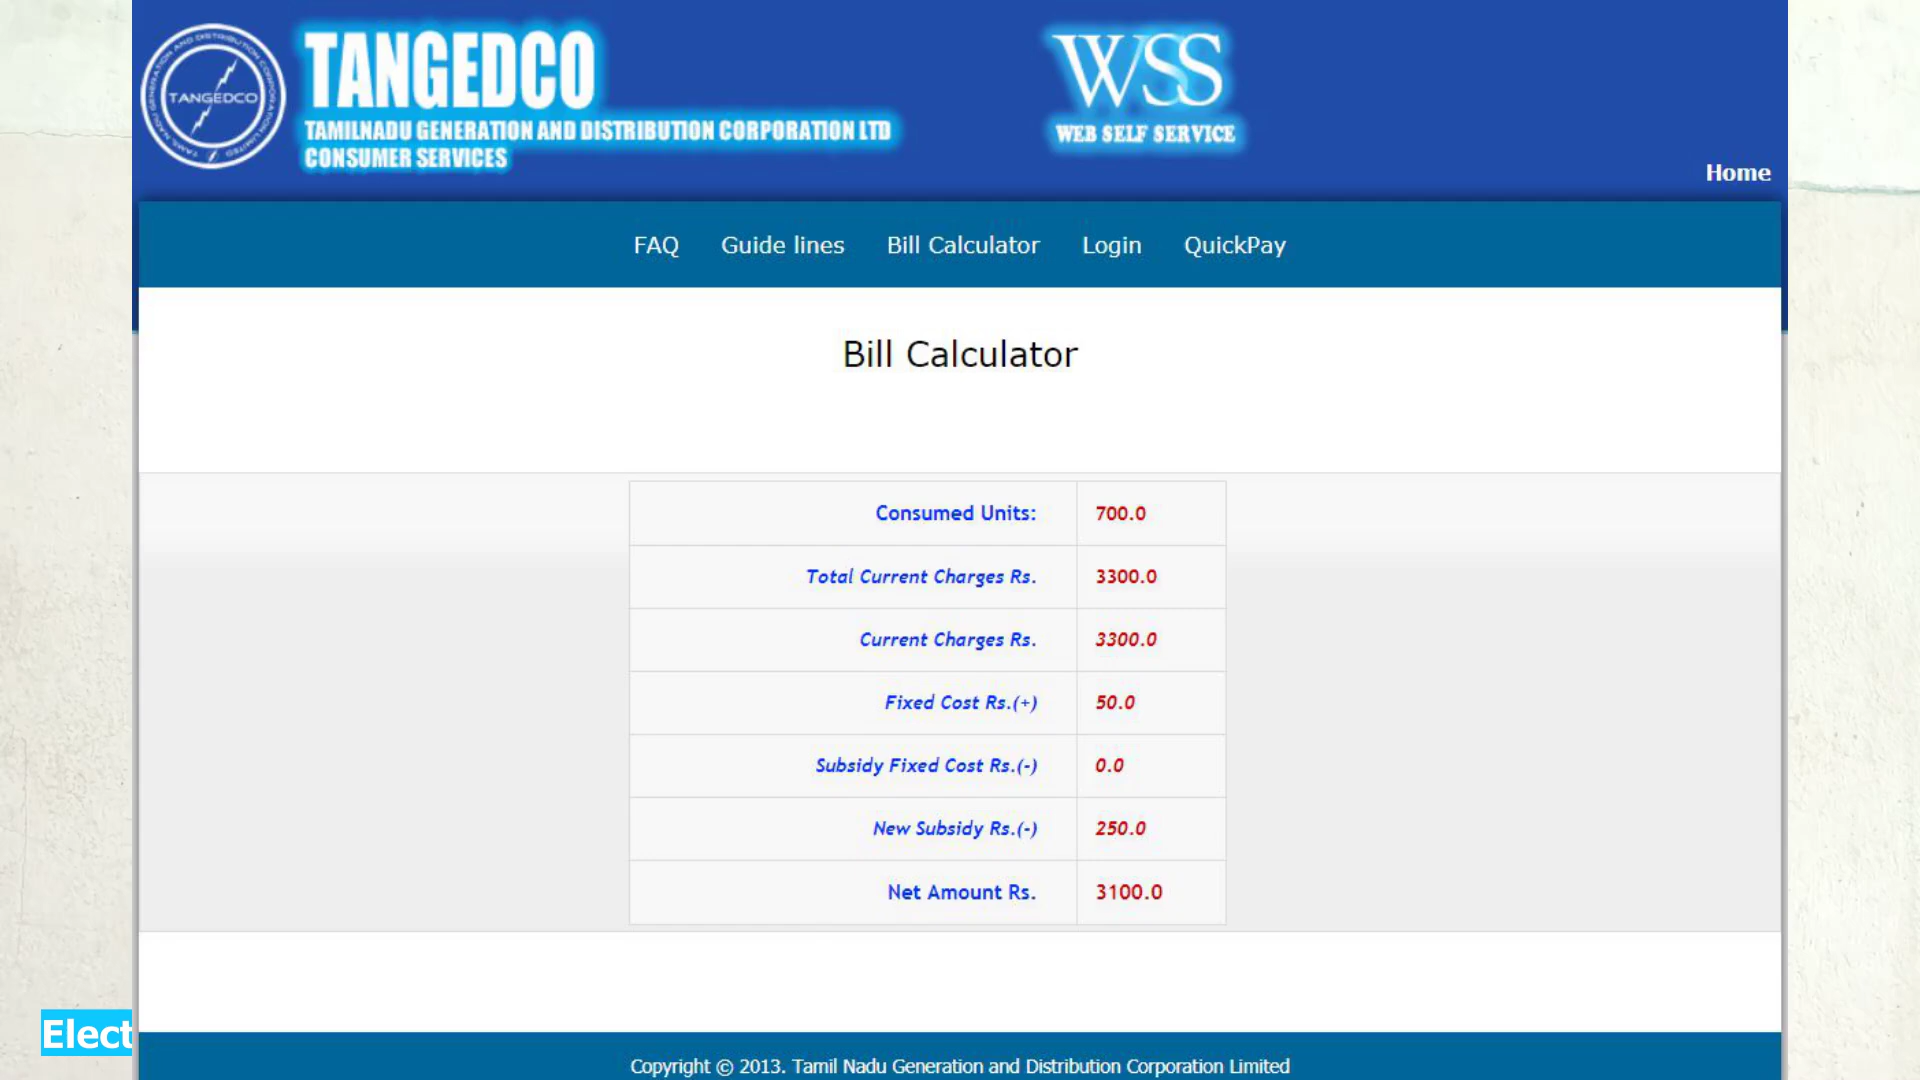 TANGEDCO
TANGEDCO
TAMILNADU GENERATION AND DISTRIBUTION CORPORATION LTD
CONSUMER SERVICES
WSS
WEB SELF SERVICE
Home
FAQ Guide lines Bill Calculator Login QuickPay
Bill Calculator
Consumed Units: 700.0
Total Current Charges Rs. 3300.0
Current Charges Rs. 3300.0
Fixed Cost Rs.(+) 50.0
Subsidy Fixed Cost Rs.(-) 0.0
New Subsidy Rs.(-) 250.0
Net Amount Rs. 3100.0
Elect
Copyright © 2013. Tamil Nadu Generation and Distribution Corporation Limited